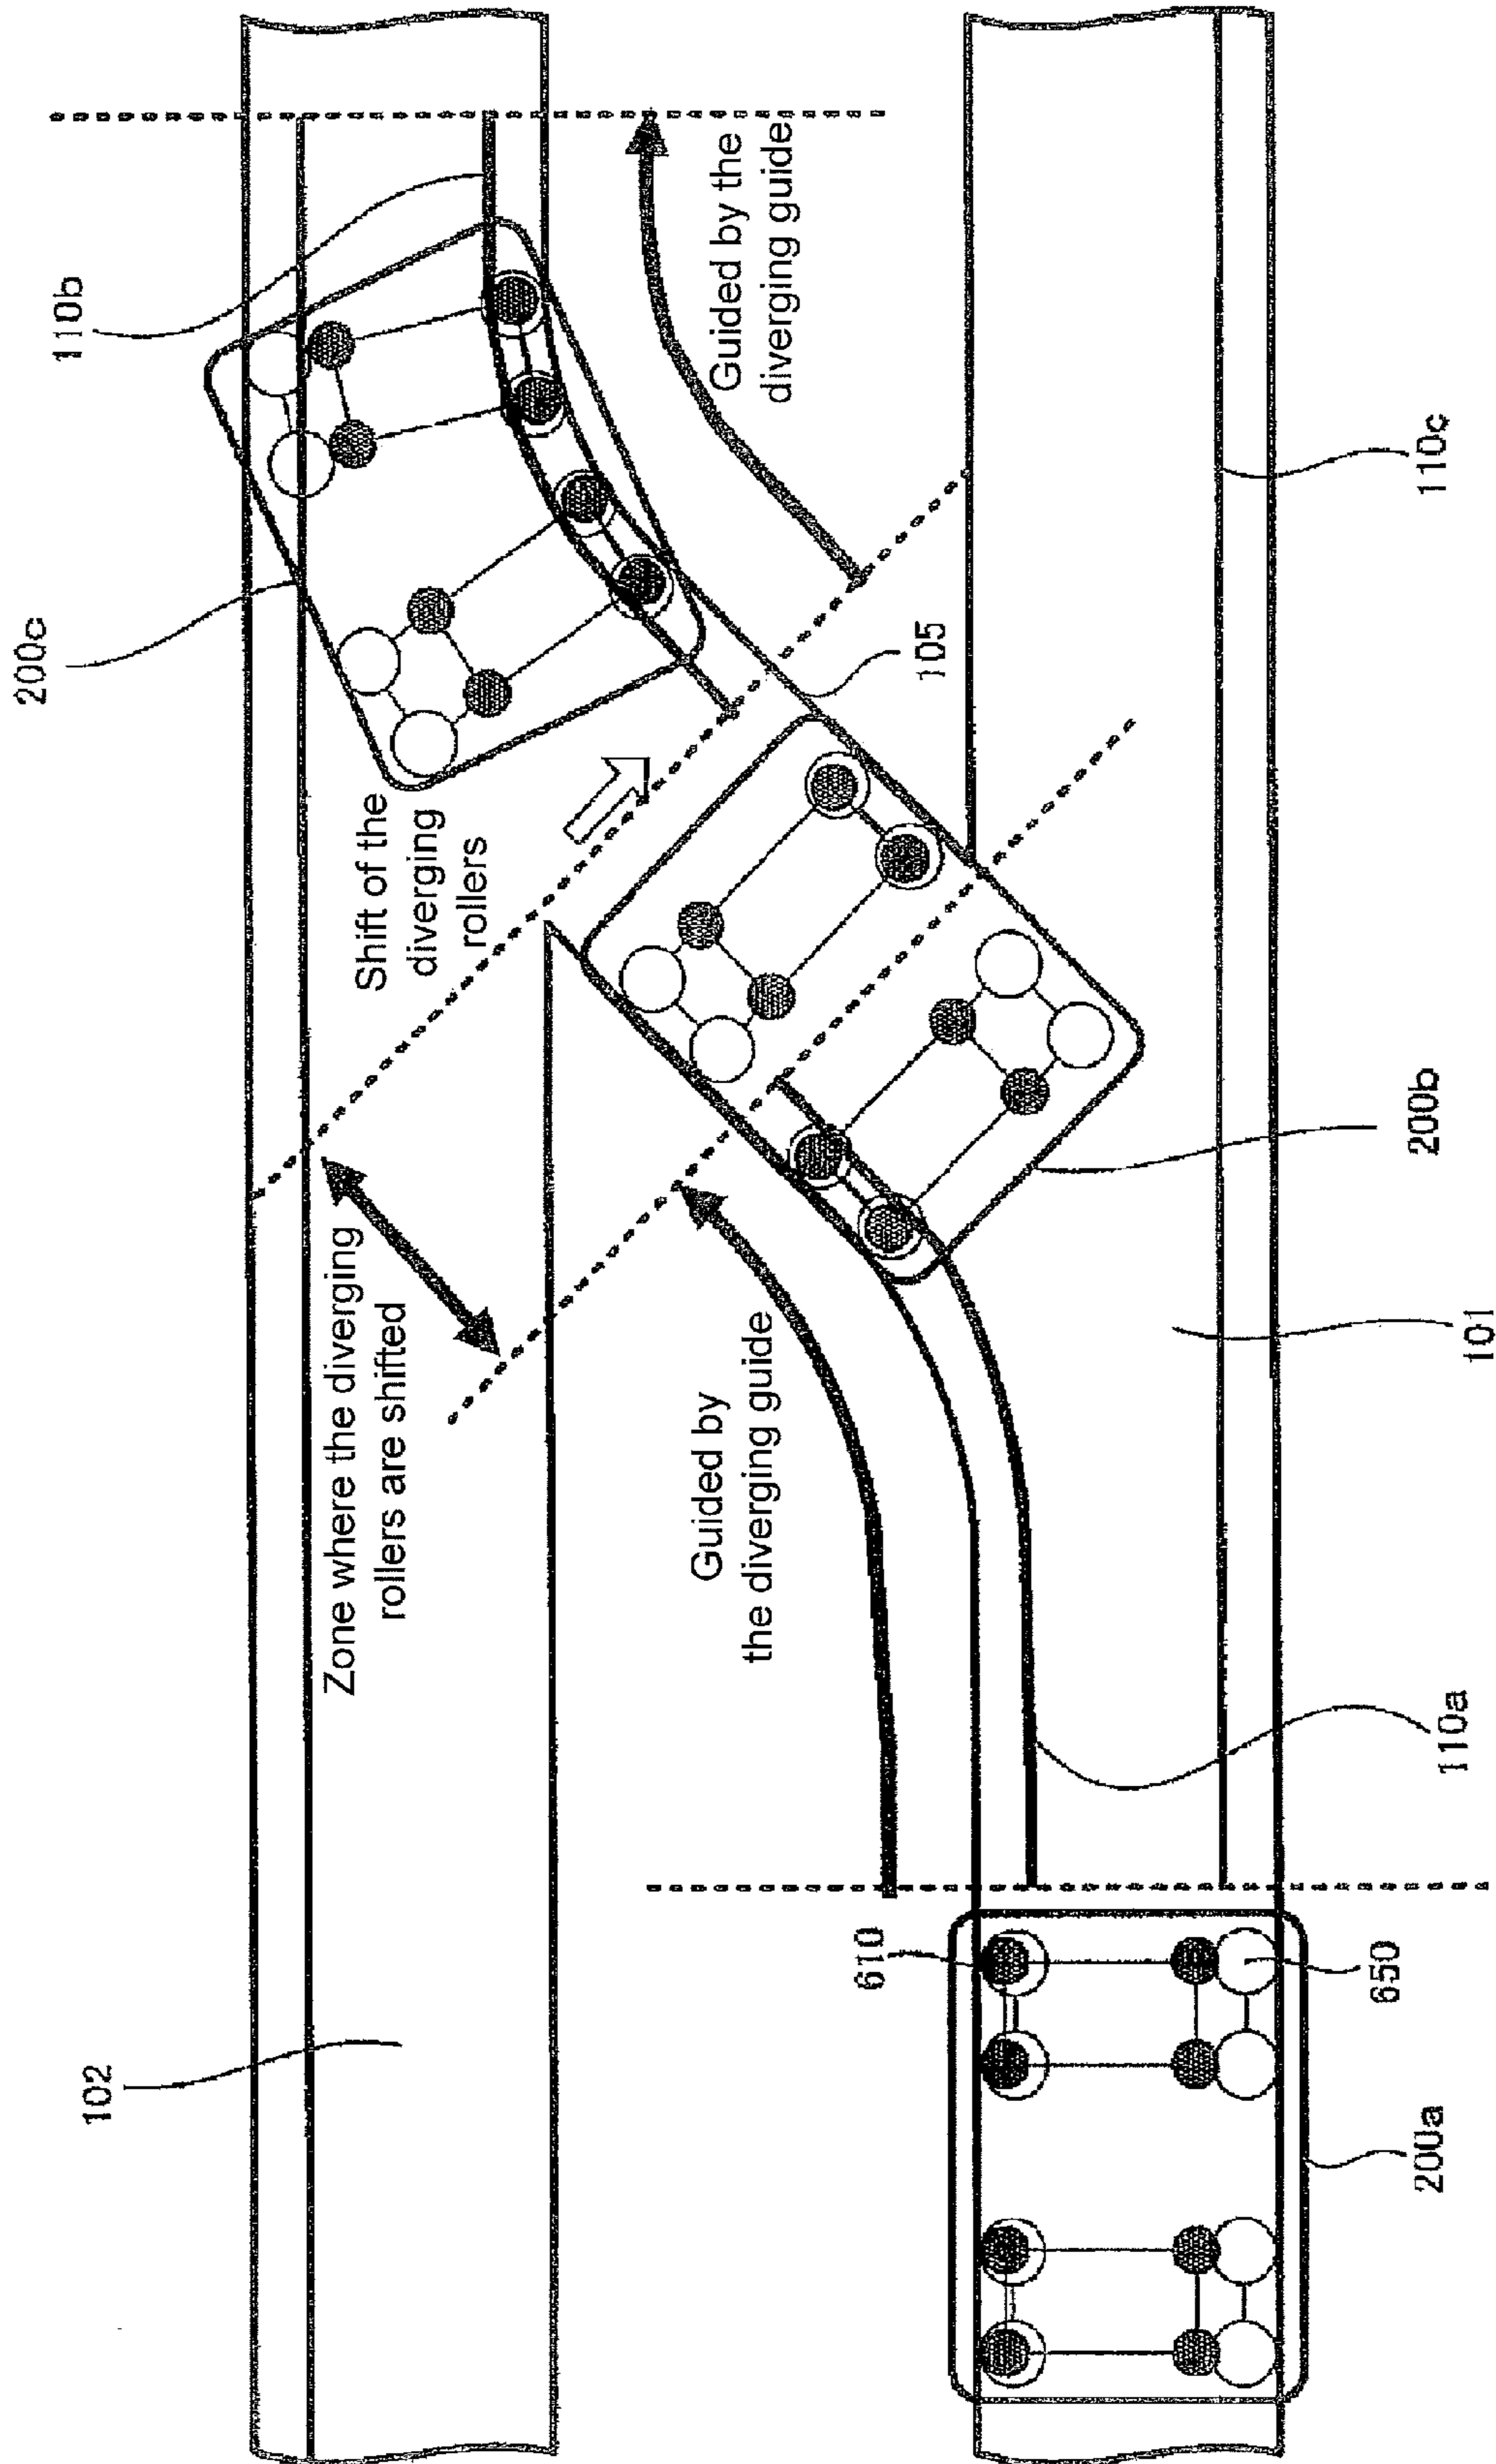 200c
110b
Shift of the
diverging
rollers
Guided by the
diverging guide
105
110c
Zone where the diverging
rollers are shifted
Guided by
the diverging guide
200b
101
110a
102
610
650
200a